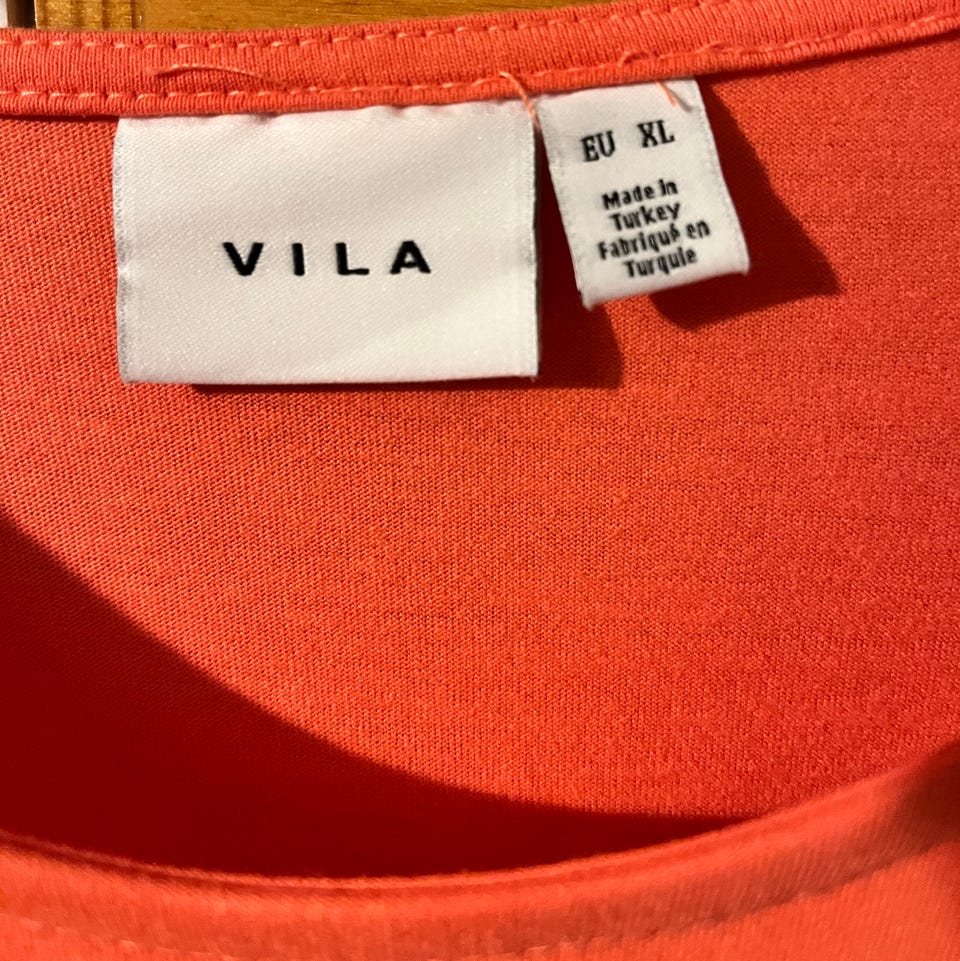 VILA
EU XL
Made in
Turkey
Fabriqué en
Turquie